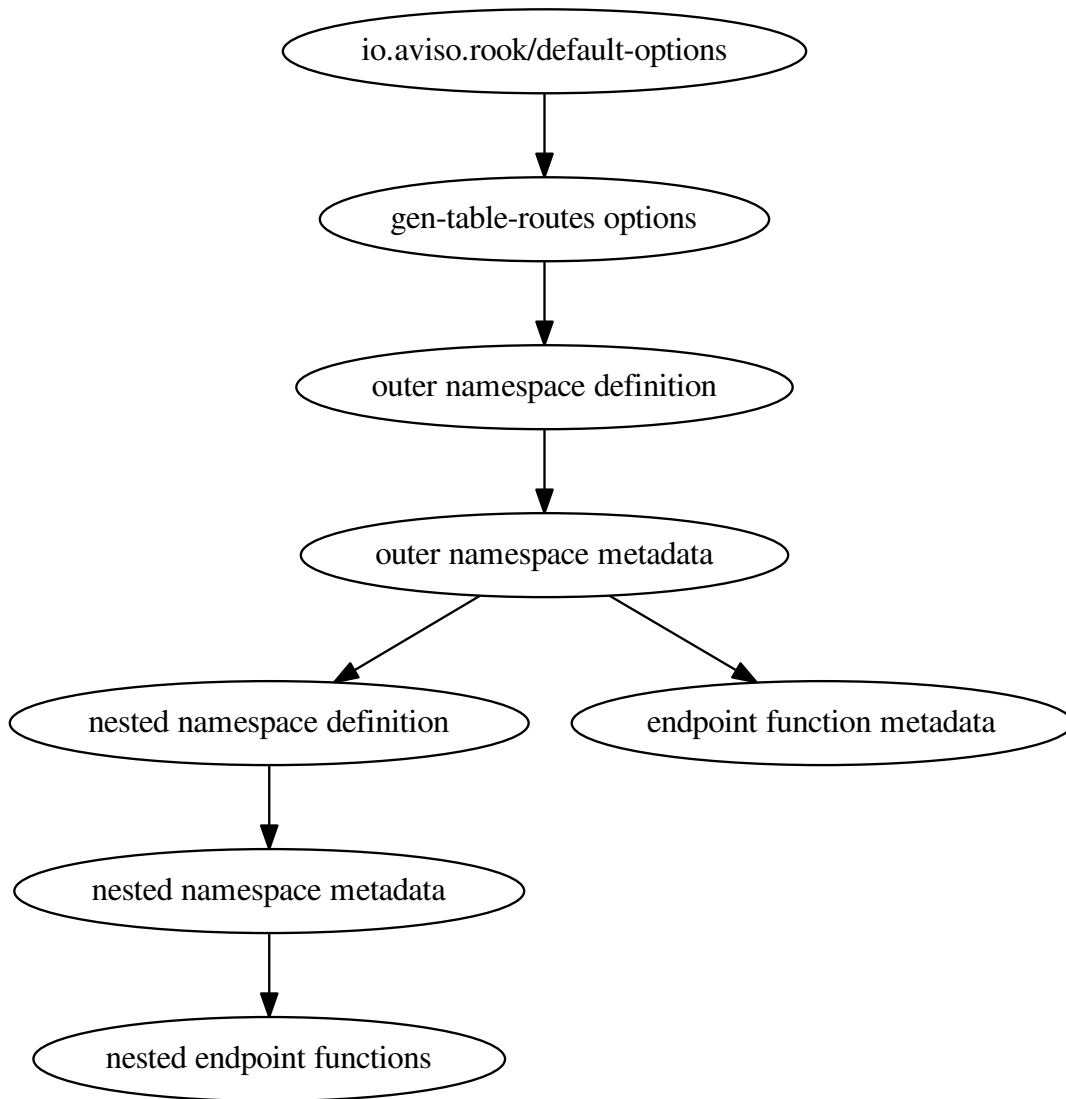 io.aviso.rook/default-options
gen-table-routes options
outer namespace definition
outer namespace metadata
nested namespace definition
endpoint function metadata
nested namespace metadata
nested endpoint functions